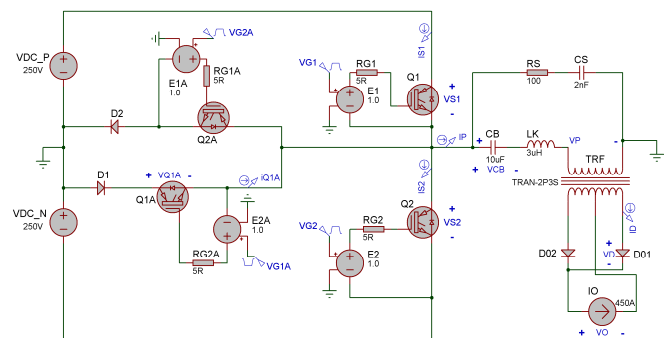 VDC_P
250V
VDC_N
250V
VG2A
E1A
1.0
RG1A
5R
Q2A
D2
D1
+ VQ1A -
Q1A
iQ1A
E2A
1.0
RG2A
5R
VG1A
VG1
RG1
5R
E1
1.0
Q1
IS1
+
VS1
-
IP
IS2
VG2
RG2
5R
E2
1.0
Q2
+
VS2
-
RS
100
CS
2nF
+
CB
10uF
+ VCB -
LK
3uH
VP
-
TRF
TRAN-2P3S
ID
D02
+
VD
-
D01
IO
450A
+ VO -